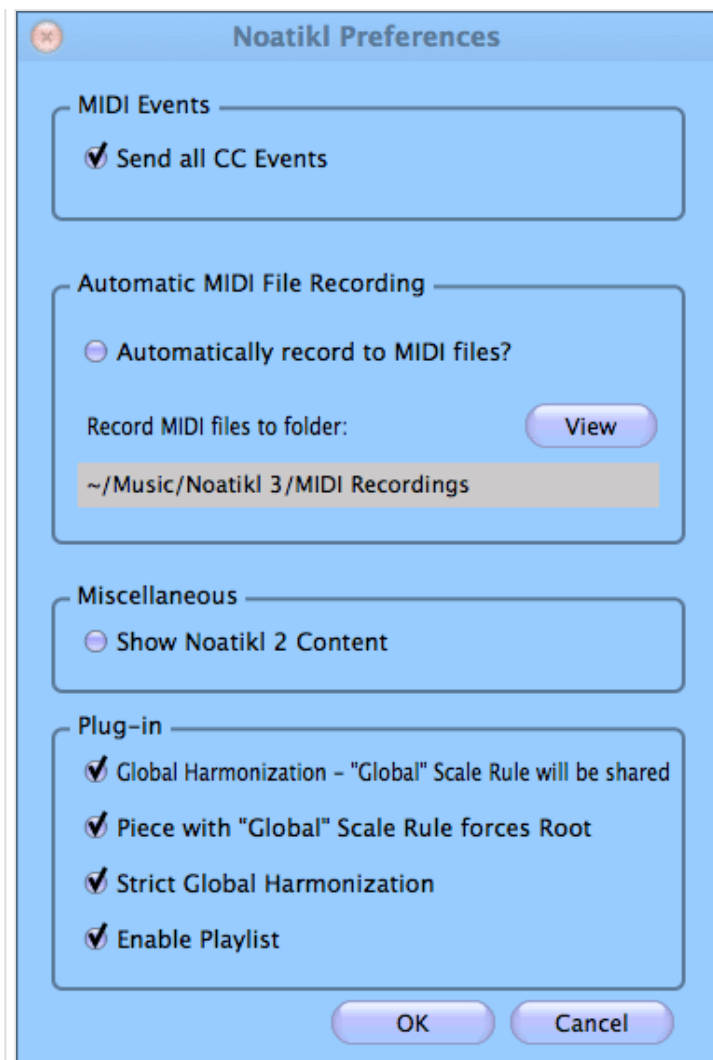 Noatikl Preferences
MIDI Events
Send all CC Events
Automatic MIDI File Recording
Automatically record to MIDI files?
Record MIDI files to folder:
View
~/Music/Noatikl 3/MIDI Recordings
Miscellaneous
Show Noatikl 2 Content
Plug-in
Global Harmonization - "Global" Scale Rule will be shared
Piece with "Global" Scale Rule forces Root
Strict Global Harmonization
Enable Playlist
OK
Cancel